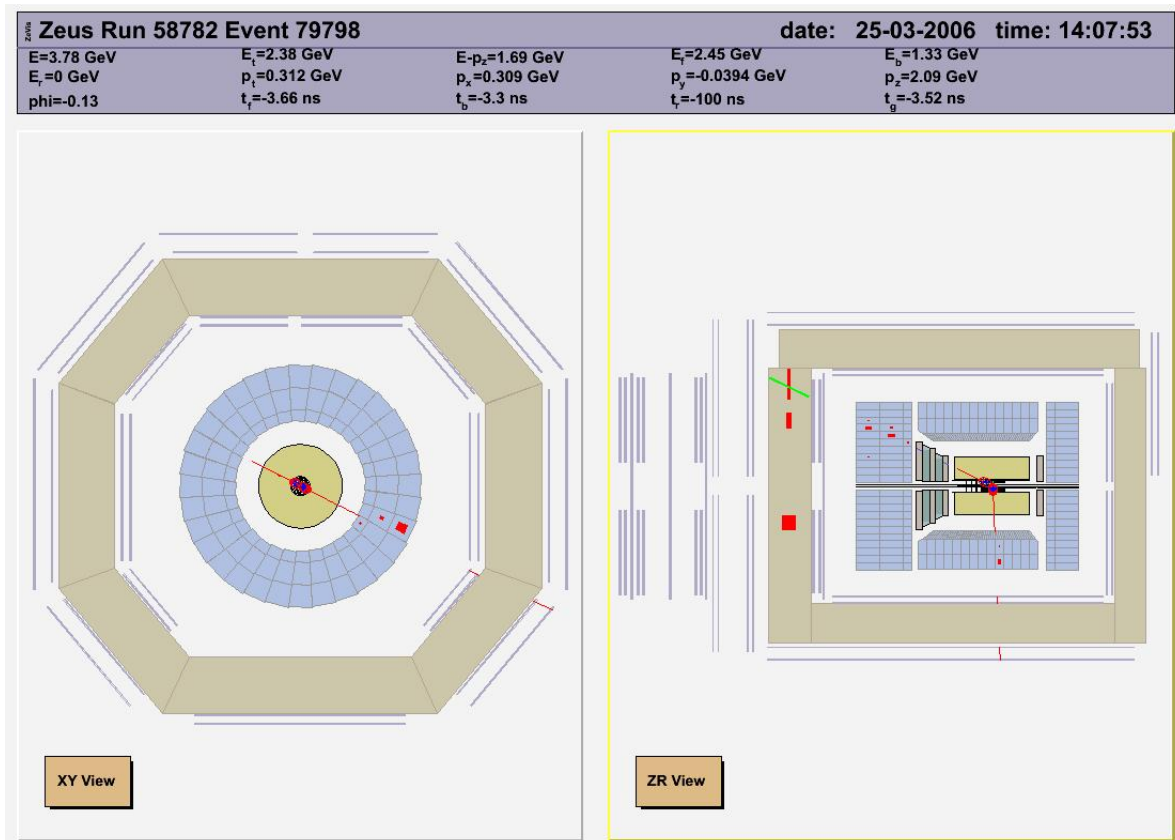 ZeVis Zeus Run 58782 Event 79798 date: 25-03-2006 time: 14:07:53
E=3.78 GeV E_t=2.38 GeV E-p_z=1.69 GeV E_f=2.45 GeV E_b=1.33 GeV
E_r=0 GeV p_t=0.312 GeV p_x=0.309 GeV p_y=-0.0394 GeV p_z=2.09 GeV
phi=-0.13 t_f=-3.66 ns t_b=-3.3 ns t_r=-100 ns t_g=-3.52 ns
XY View ZR View